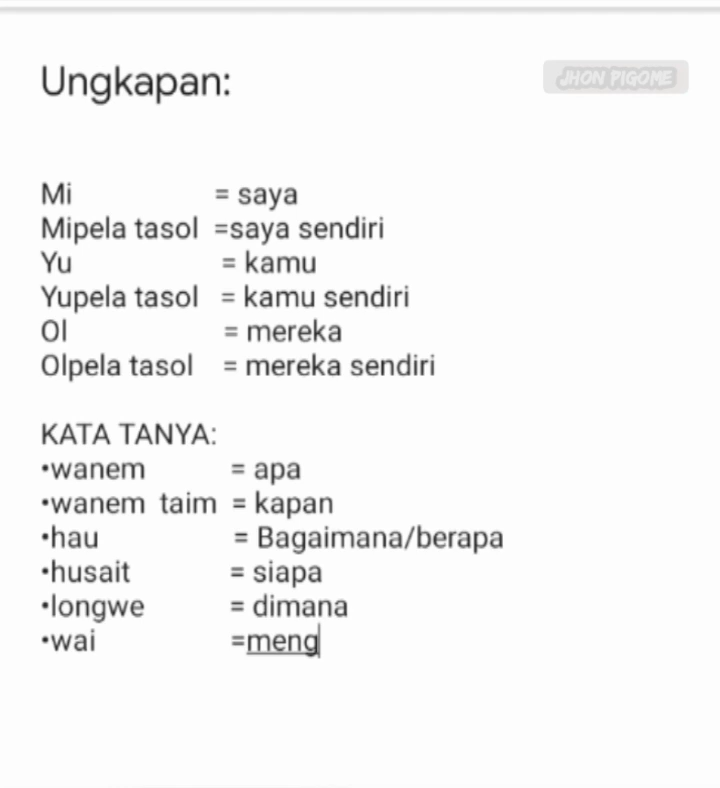 Ungkapan:
JHON PIGOME
Mi = saya
Mipela tasol =saya sendiri
Yu = kamu
Yupela tasol = kamu sendiri
Ol = mereka
Olpela tasol = mereka sendiri
KATA TANYA:
•wanem = apa
•wanem taim = kapan
•hau = Bagaimana/berapa
•husait = siapa
•longwe = dimana
•wai =meng